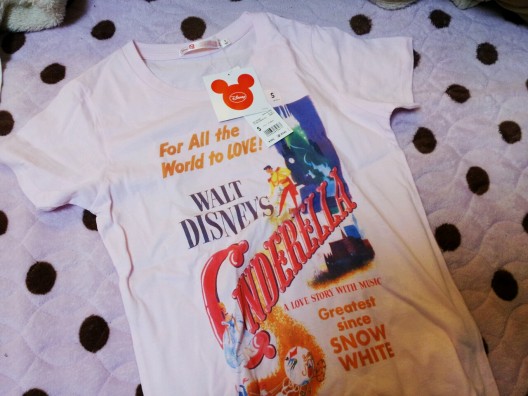 Disney
S
S
For All the
World to LOVE!
WALT
DISNEY'S
CINDERELLA
A LOVE STORY WITH MUSIC
Greatest
since
SNOW
WHITE